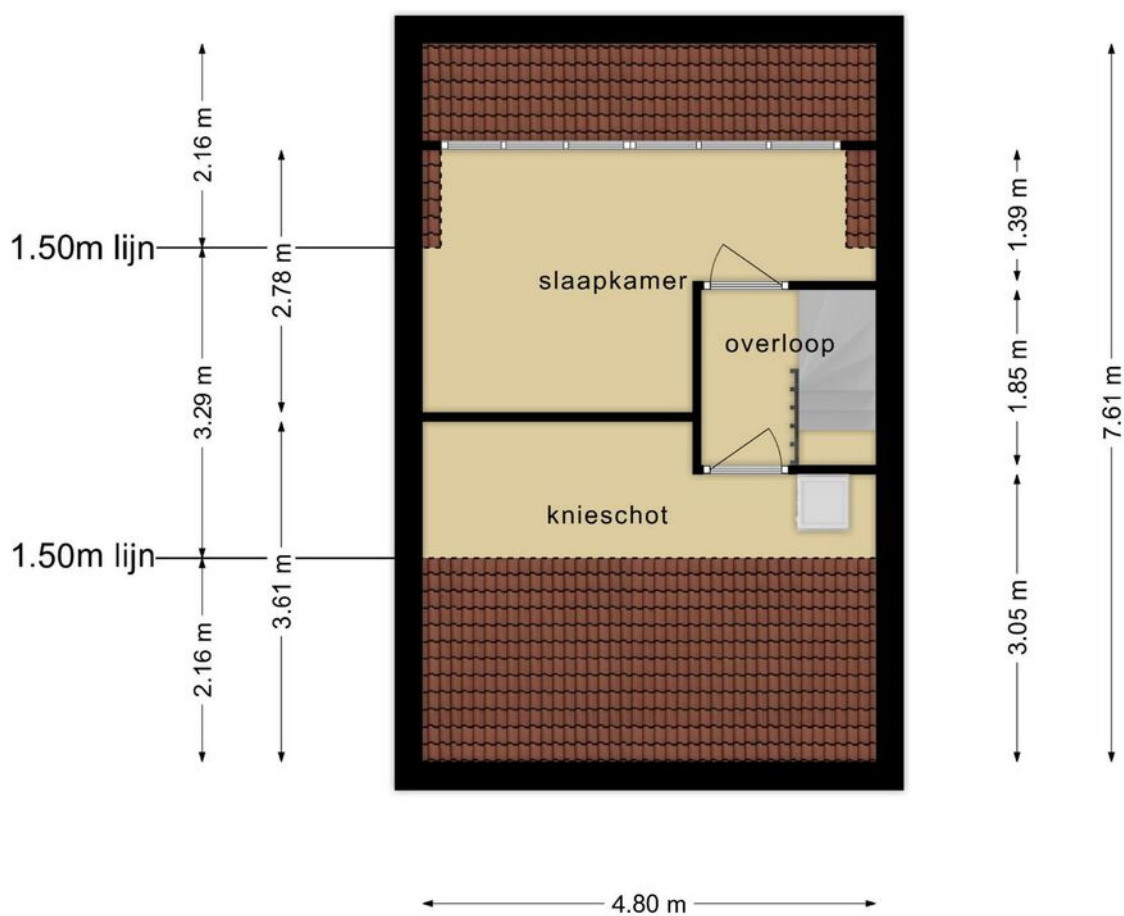 2.16 m
1.39 m
1.50m lijn
2.78 m
slaapkamer
overloop
3.29 m
1.85 m
7.61 m
knieschot
1.50m lijn
3.61 m
3.05 m
2.16 m
4.80 m